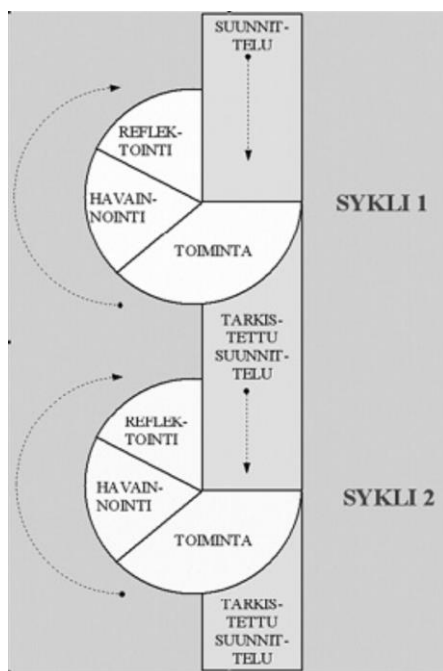 SUUNNIT-
TELU
REFLEK-
TOINTI
HAVAIN-
NOINTI
TOIMINTA
SYKLI 1
TARKIS-
TETTU
SUUNNIT-
TELU
REFLEK-
TOINTI
HAVAIN-
NOINTI
TOIMINTA
SYKLI 2
TARKIS-
TETTU
SUUNNIT-
TELU